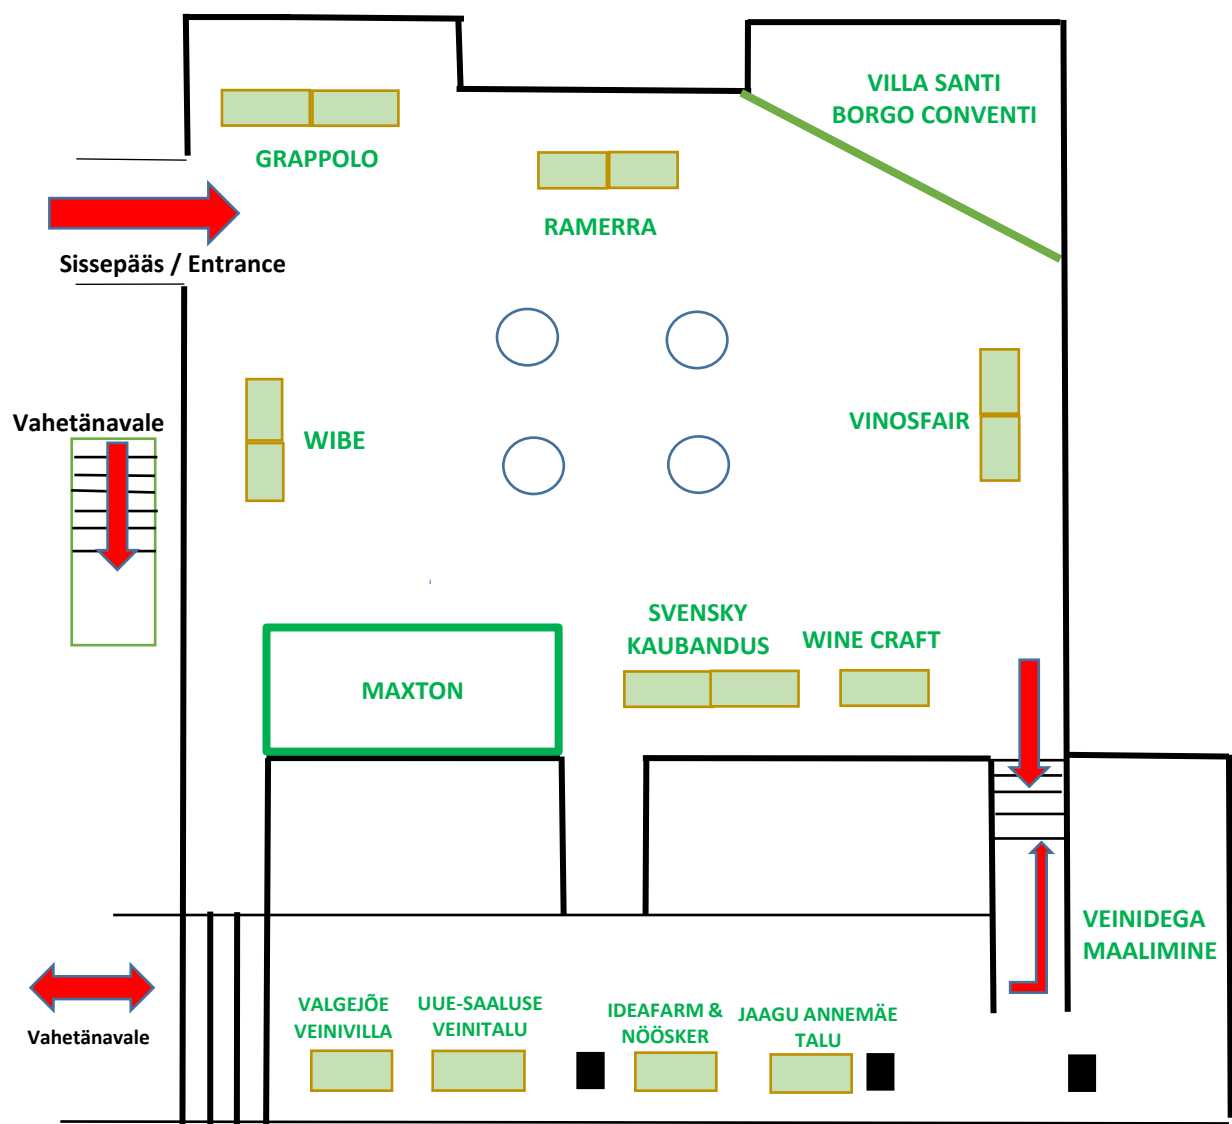 VILLA SANTI
BORGO CONVENTI
GRAPPOLO
RAMERRA
Sissepääs / Entrance
Vahetänavale
WIBE
VINOSFAIR
SVENSKY
KAUBANDUS
WINE CRAFT
MAXTON
VEINIDEGA
MAALIMINE
VALGEJÕE
VEINIVILLA
UUE-SAALUSE
VEINITALU
IDEAFARM &
NÖÖSKER
JAAGU ANNEMÄE
TALU
Vahetänavale